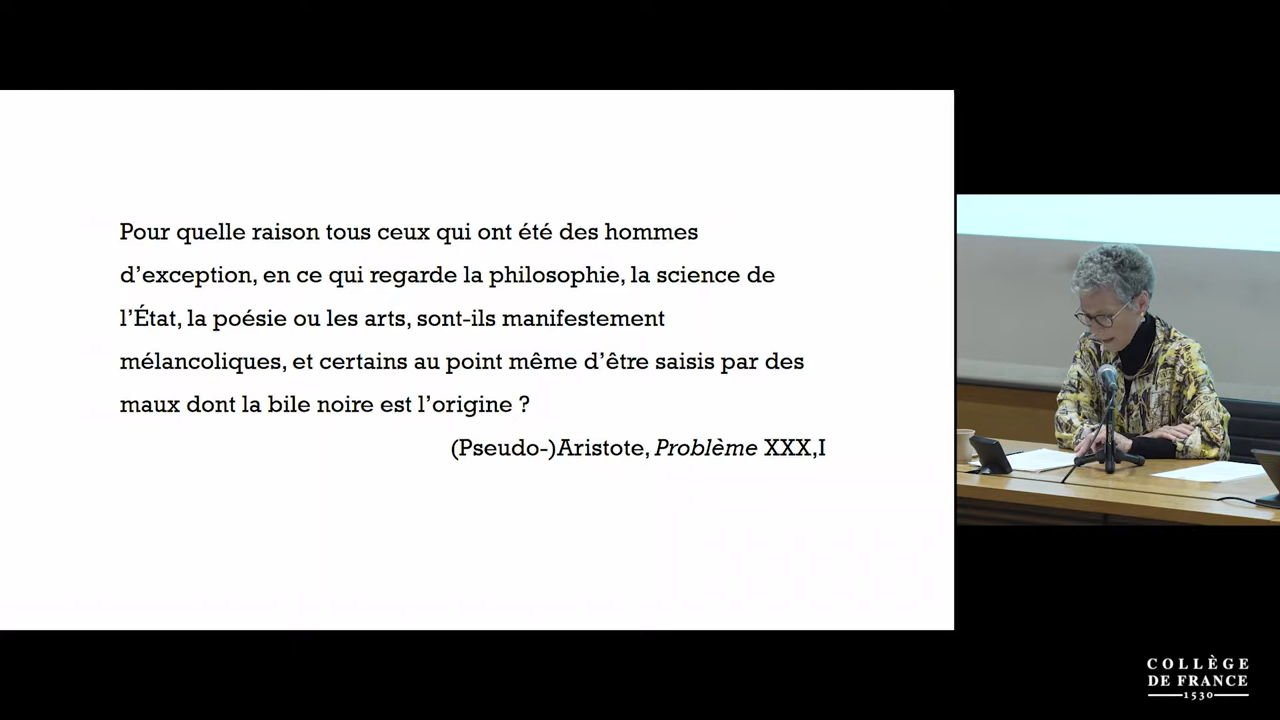 Pour quelle raison tous ceux qui ont été des hommes
d’exception, en ce qui regarde la philosophie, la science de
l’État, la poésie ou les arts, sont-ils manifestement
mélancoliques, et certains au point même d’être saisis par des
maux dont la bile noire est l’origine ?
(Pseudo-)Aristote, Problème XXX,I
COLLÈGE
DE FRANCE
1530